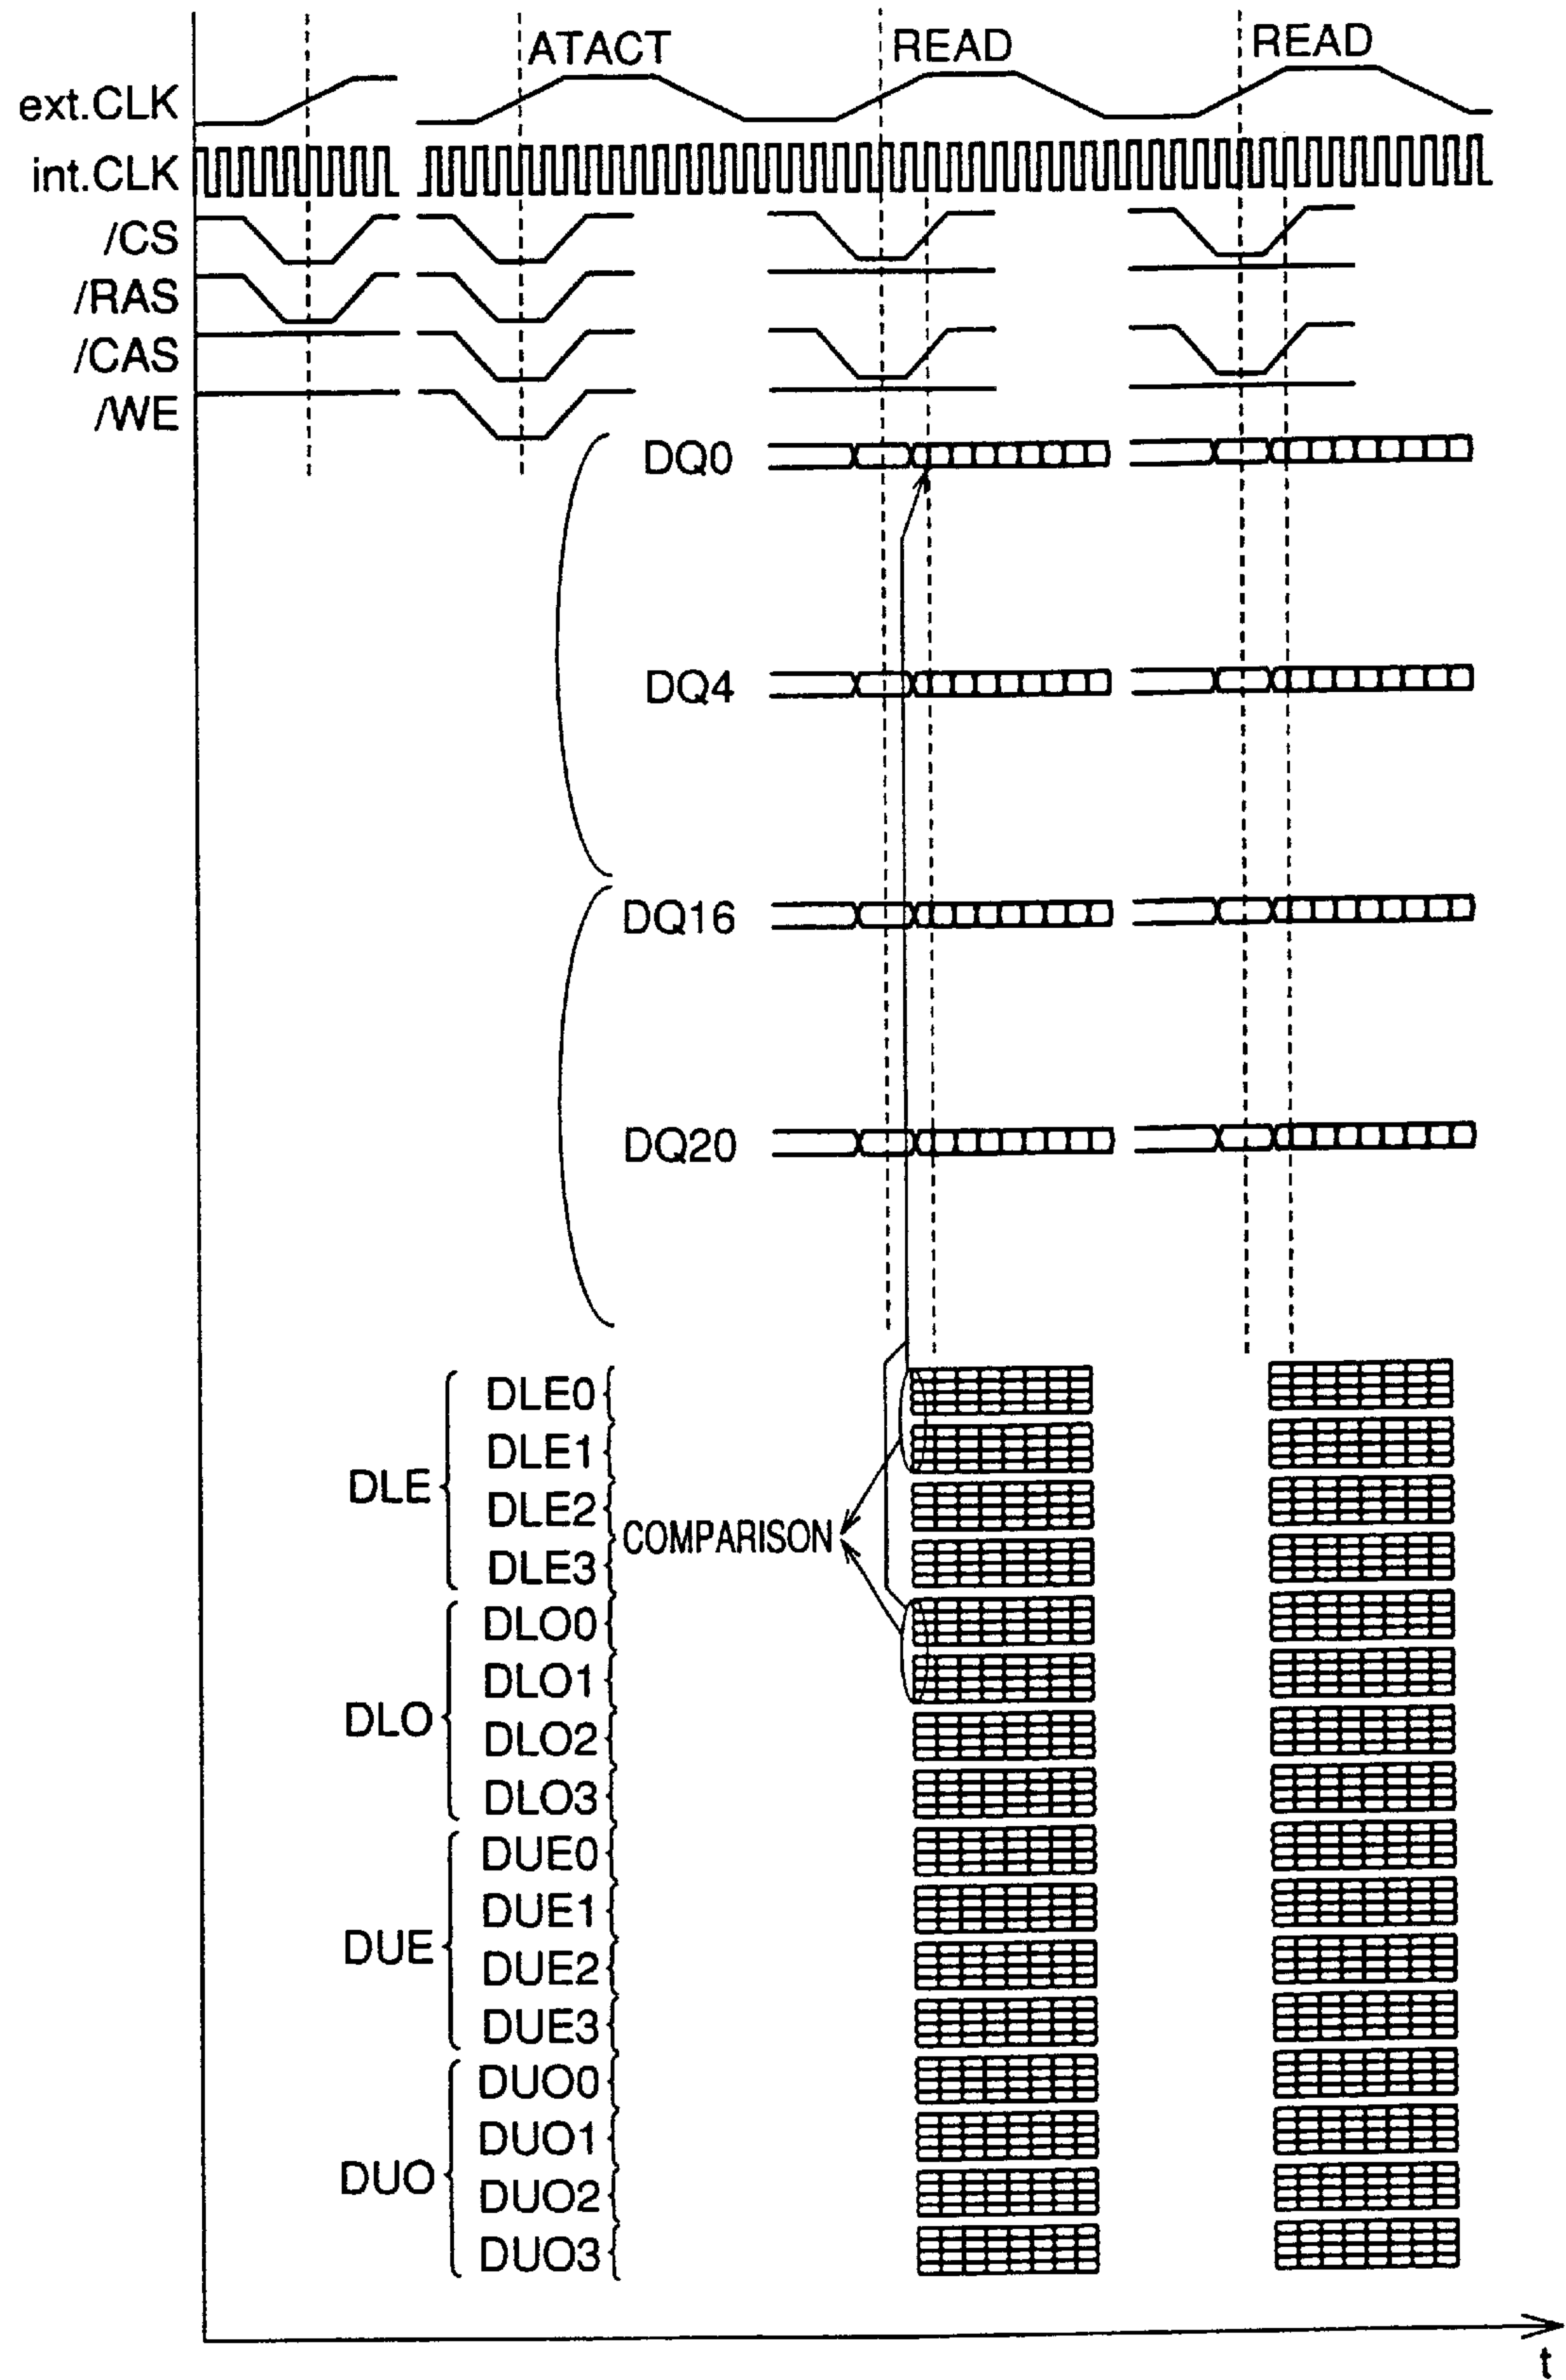 ATACT READ READ
ext.CLK
int.CLK
/CS
/RAS
/CAS
/WE
DQ0
DQ4
DQ16
DQ20
DLE0
DLE1
DLE
DLE2
COMPARISON
DLE3
DLO0
DLO1
DLO
DLO2
DLO3
DUE0
DUE1
DUE
DUE2
DUE3
DUO0
DUO1
DUO
DUO2
DUO3
t